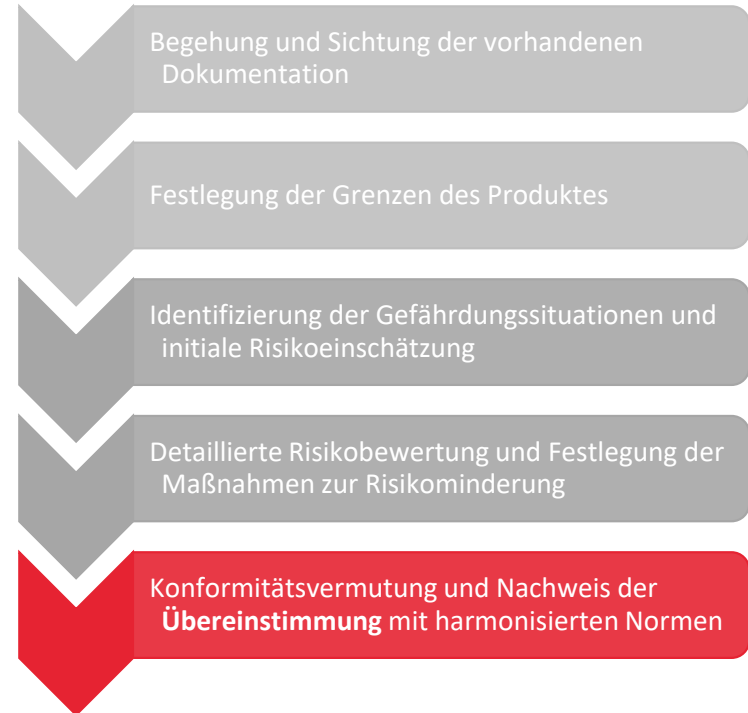 Begehung und Sichtung der vorhandenen
Dokumentation
Festlegung der Grenzen des Produktes
Identifizierung der Gefährdungssituationen und
initiale Risikoeinschätzung
Detaillierte Risikobewertung und Festlegung der
Maßnahmen zur Risikominderung
Konformitätsvermutung und Nachweis der
Übereinstimmung mit harmonisierten Normen